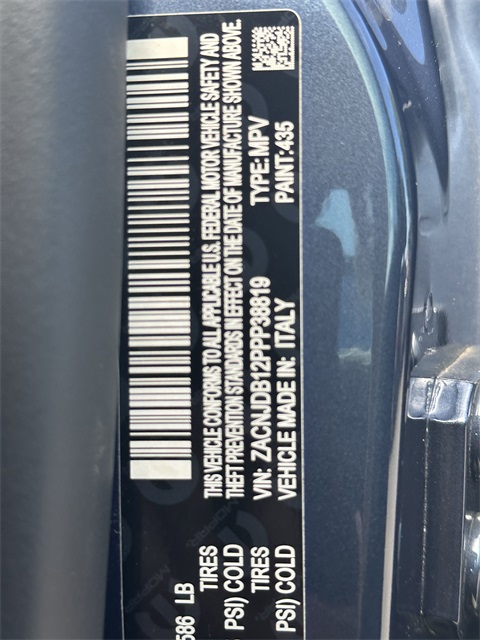 586 LB
TIRES
PSI) COLD
TIRES
PSI) COLD
THIS VEHICLE CONFORMS TO ALL APPLICABLE U.S. FEDERAL MOTOR VEHICLE SAFETY AND
THEFT PREVENTION STANDARDS IN EFFECT ON THE DATE OF MANUFACTURE SHOWN ABOVE.
VIN: ZACNJDB12PPP38819 TYPE: MPV
VEHICLE MADE IN: ITALY PAINT: 435
MOPAR